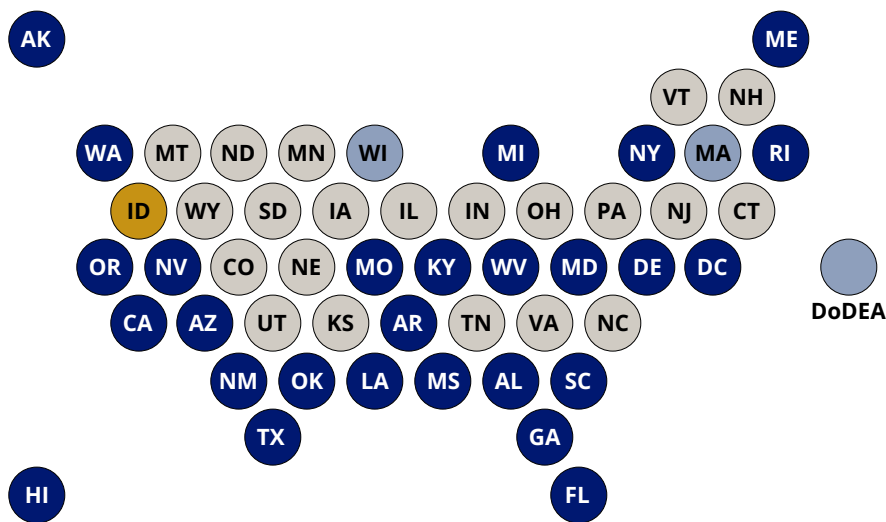 AK ME
VT NH
WA MT ND MN WI MI NY MA RI
ID WY SD IA IL IN OH PA NJ CT
OR NV CO NE MO KY WV MD DE DC
DoDEA
CA AZ UT KS AR TN VA NC
NM OK LA MS AL SC
TX GA
HI FL